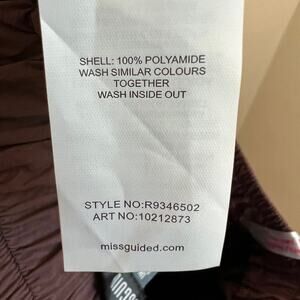 SHELL: 100% POLYAMIDE
WASH SIMILAR COLOURS
TOGETHER
WASH INSIDE OUT
STYLE NO:R9346502
ART NO:10212873
missguided.com